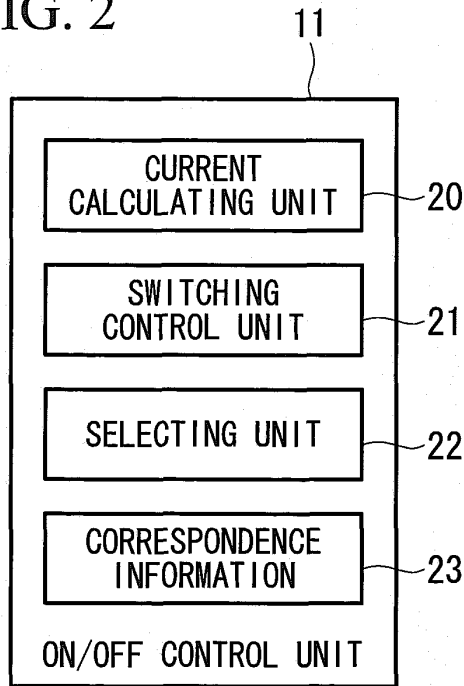 IG. 2
11
CURRENT
CALCULATING UNIT
20
SWITCHING
CONTROL UNIT
21
SELECTING UNIT
22
CORRESPONDENCE
INFORMATION
23
ON/OFF CONTROL UNIT